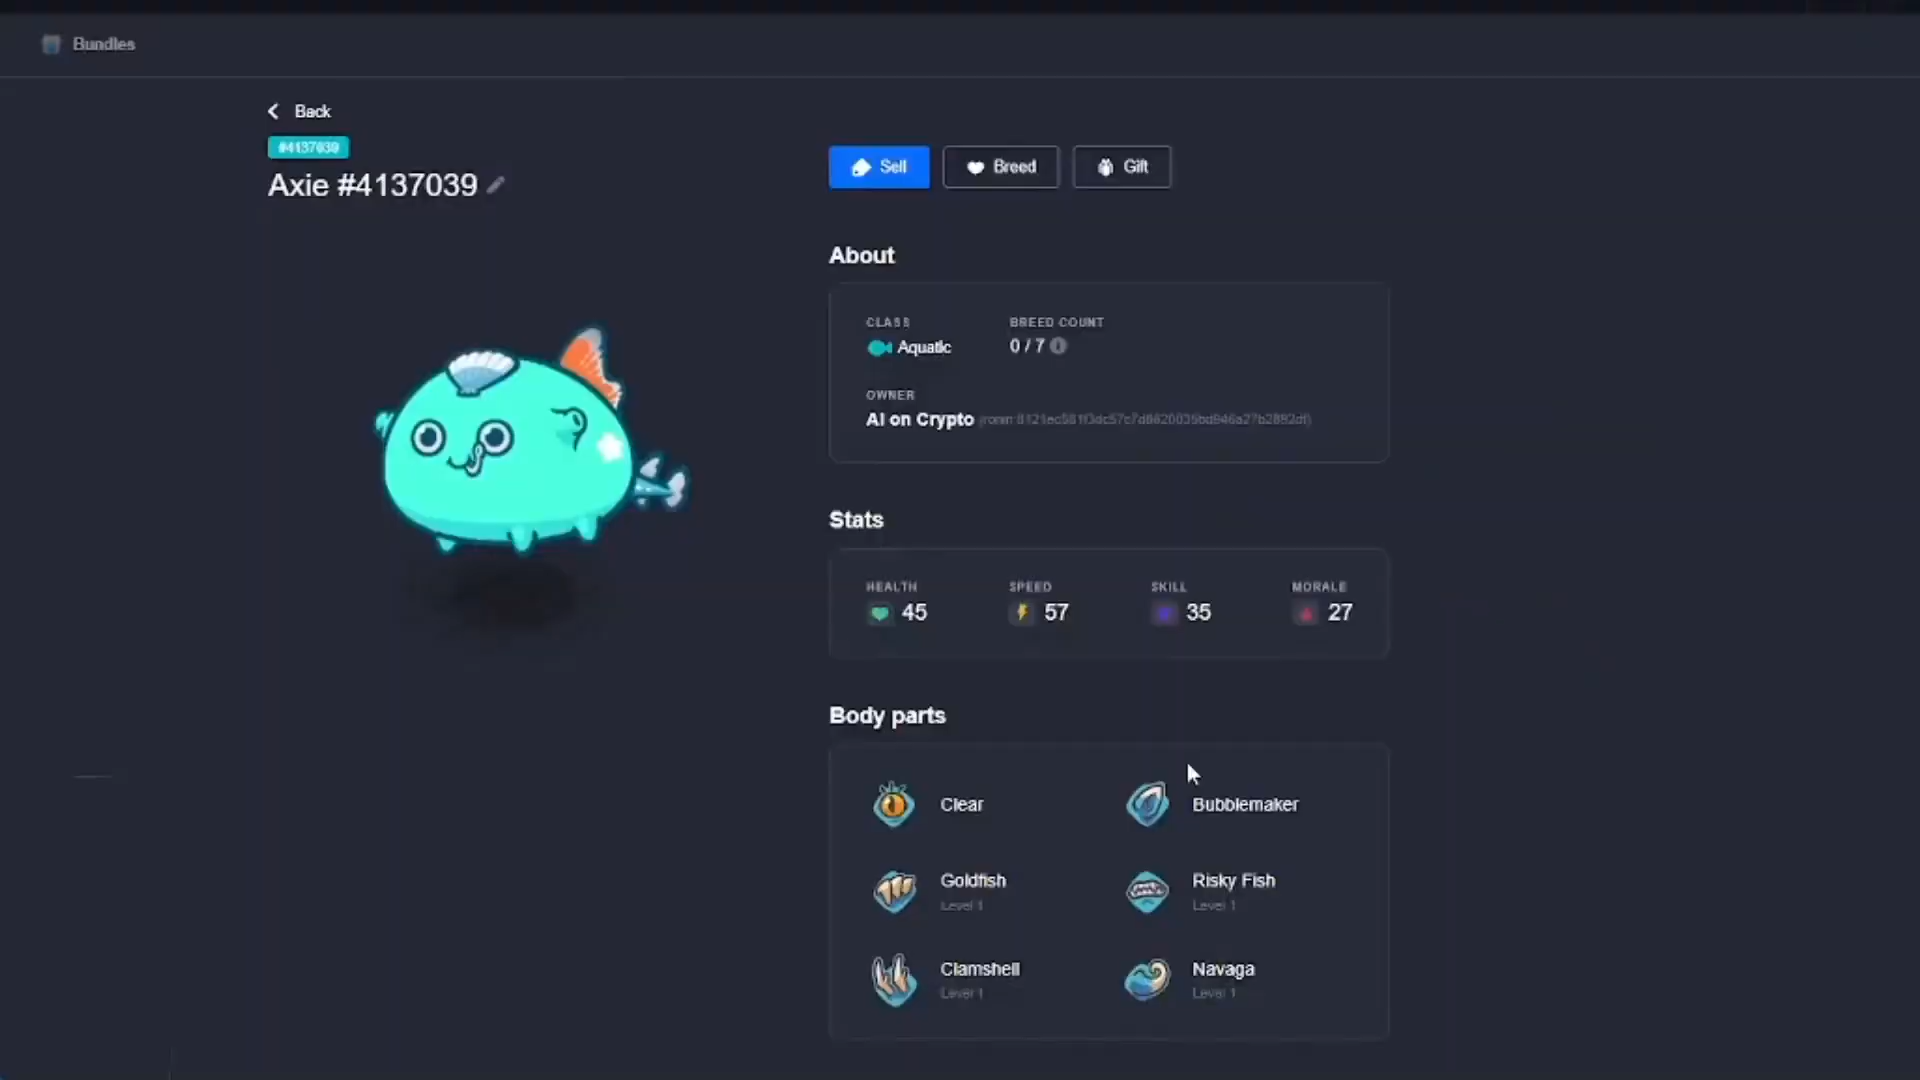 Bundles
Back
#4137039
Axie #4137039
Sell
Breed
Gift
About
CLASS
BREED COUNT
Aquatic
0 / 7
OWNER
AI on Crypto
Stats
HEALTH
SPEED
SKILL
MORALE
45
57
35
27
Body parts
Clear
Bubblemaker
Goldfish
Level 1
Risky Fish
Level 1
Clamshell
Level 1
Navaga
Level 1